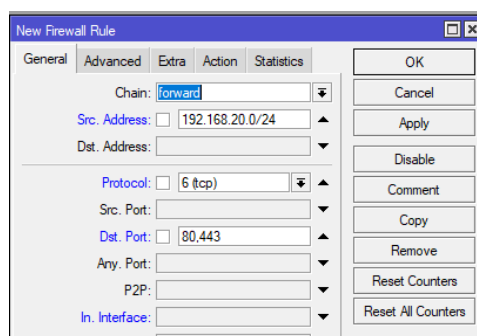 New Firewall Rule
General Advanced Extra Action Statistics
Chain: forward
Src. Address: 192.168.20.0/24
Dst. Address:
Protocol: 6 (tcp)
Src. Port:
Dst. Port: 80,443
Any. Port:
P2P:
In. Interface:
OK
Cancel
Apply
Disable
Comment
Copy
Remove
Reset Counters
Reset All Counters